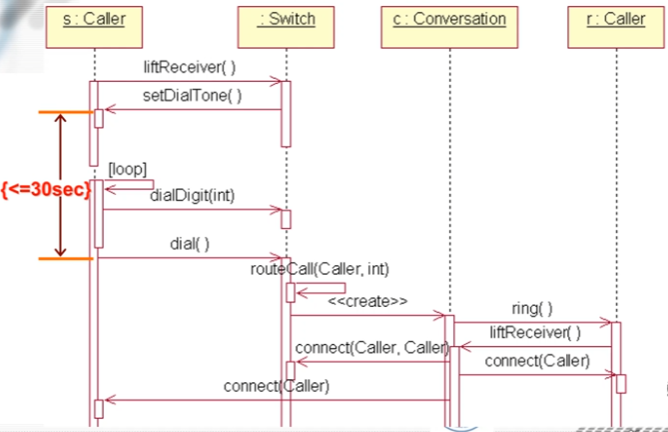 s : Caller
: Switch
c : Conversation
r : Caller
liftReceiver( )
setDialTone( )
[loop]
{<=30sec}
dialDigit(int)
dial( )
routeCall(Caller, int)
<<create>>
ring( )
liftReceiver( )
connect(Caller, Caller)
connect(Caller)
connect(Caller)